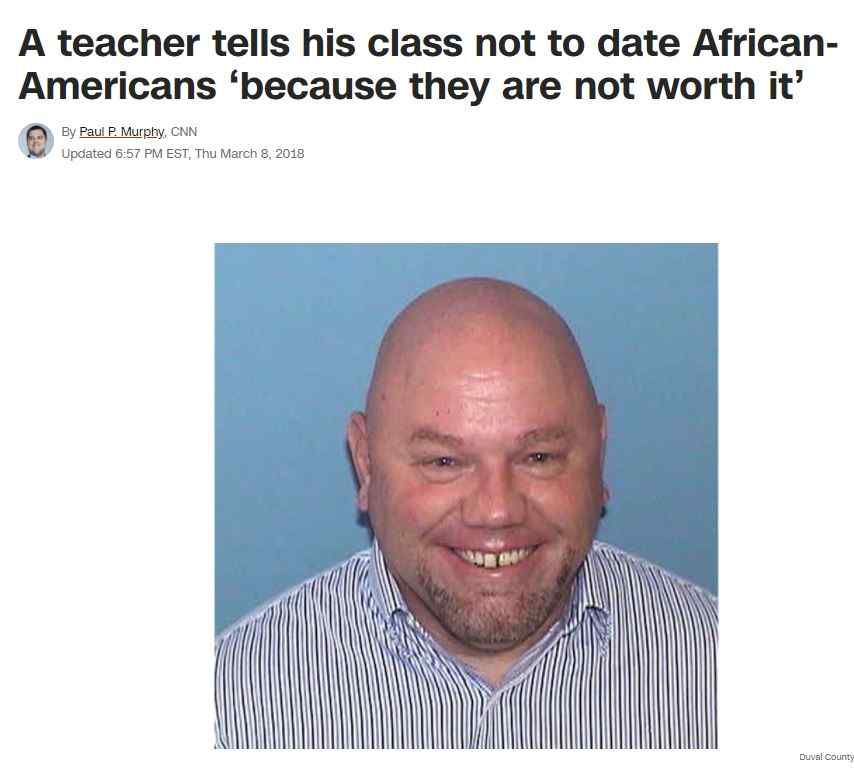 A teacher tells his class not to date African-
Americans ‘because they are not worth it’
By Paul P. Murphy, CNN
Updated 6:57 PM EST, Thu March 8, 2018
Duval County